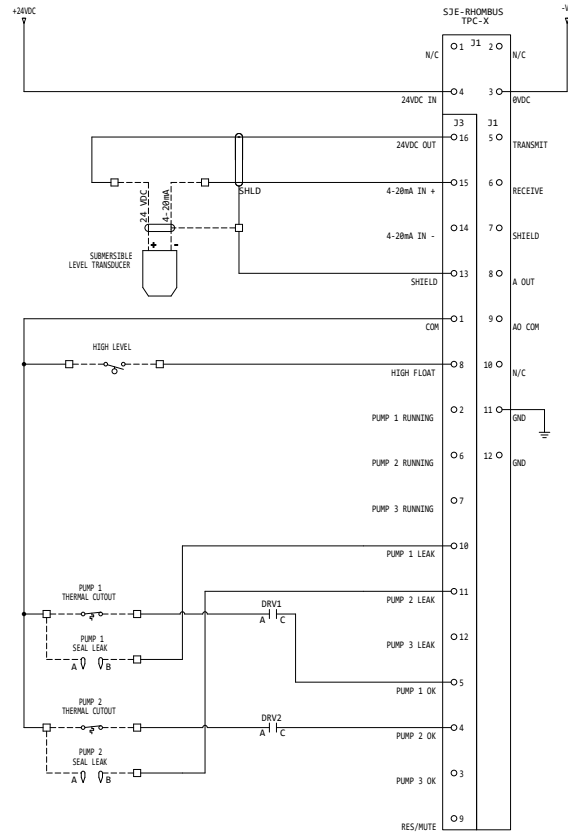 +24VDC
SJE-RHOMBUS
TPC-X
J1
1
2
N/C
N/C
4
3
24VDC IN
0VDC
J3
J1
16
5
24VDC OUT
TRANSMIT
15
6
SHLD
4-20mA IN +
RECEIVE
24 VDC
4-20mA
14
7
4-20mA IN -
SHIELD
+
-
SUBMERSIBLE
LEVEL TRANSDUCER
13
8
SHIELD
A OUT
1
9
COM
AO COM
HIGH LEVEL
8
10
HIGH FLOAT
N/C
2
11
PUMP 1 RUNNING
GND
6
12
PUMP 2 RUNNING
GND
7
PUMP 3 RUNNING
10
PUMP 1 LEAK
11
PUMP 2 LEAK
PUMP 1
THERMAL CUTOUT
DRV1
A
C
12
PUMP 3 LEAK
PUMP 1
SEAL LEAK
A
B
5
PUMP 1 OK
PUMP 2
THERMAL CUTOUT
DRV2
A
C
4
PUMP 2 OK
PUMP 2
SEAL LEAK
A
B
3
PUMP 3 OK
9
RES/MUTE